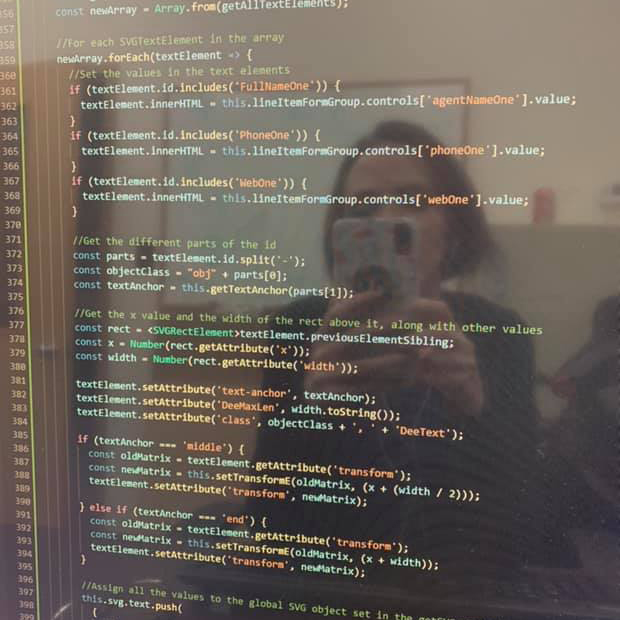 356 const newArray = Array.from(getAllTextElements);
357
358 //For each SVGTextElement in the array
359 newArray.forEach(textElement => {
360 //Set the values in the text elements
361 if (textElement.id.includes('FullNameOne')) {
362 textElement.innerHTML = this.lineItemFormGroup.controls['agentNameOne'].value;
363 }
364 if (textElement.id.includes('PhoneOne')) {
365 textElement.innerHTML = this.lineItemFormGroup.controls['phoneOne'].value;
366 }
367 if (textElement.id.includes('WebOne')) {
368 textElement.innerHTML = this.lineItemFormGroup.controls['webOne'].value;
369 }
370
371 //Get the different parts of the id
372 const parts = textElement.id.split('-');
373 const objectClass = "obj" + parts[0];
374 const textAnchor = this.getTextAnchor(parts[1]);
375
376 //Get the x value and the width of the rect above it, along with other values
377 const rect = <SVGRectElement>textElement.previousElementSibling;
378 const x = Number(rect.getAttribute('x'));
379 const width = Number(rect.getAttribute('width'));
380
381 textElement.setAttribute('text-anchor', textAnchor);
382 textElement.setAttribute('DeeMaxLen', width.toString());
383 textElement.setAttribute('class', objectClass + ', ' + 'DeeText');
384
385 if (textAnchor === 'middle') {
386 const oldMatrix = textElement.getAttribute('transform');
387 const newMatrix = this.setTransformE(oldMatrix, (x + (width / 2)));
388 textElement.setAttribute('transform', newMatrix);
389
390 } else if (textAnchor === 'end') {
391 const oldMatrix = textElement.getAttribute('transform');
392 const newMatrix = this.setTransformE(oldMatrix, (x + width));
393 textElement.setAttribute('transform', newMatrix);
394 }
395
396 //Assign all the values to the global SVG object set in the
397 this.svg.text.push(
398 {
399